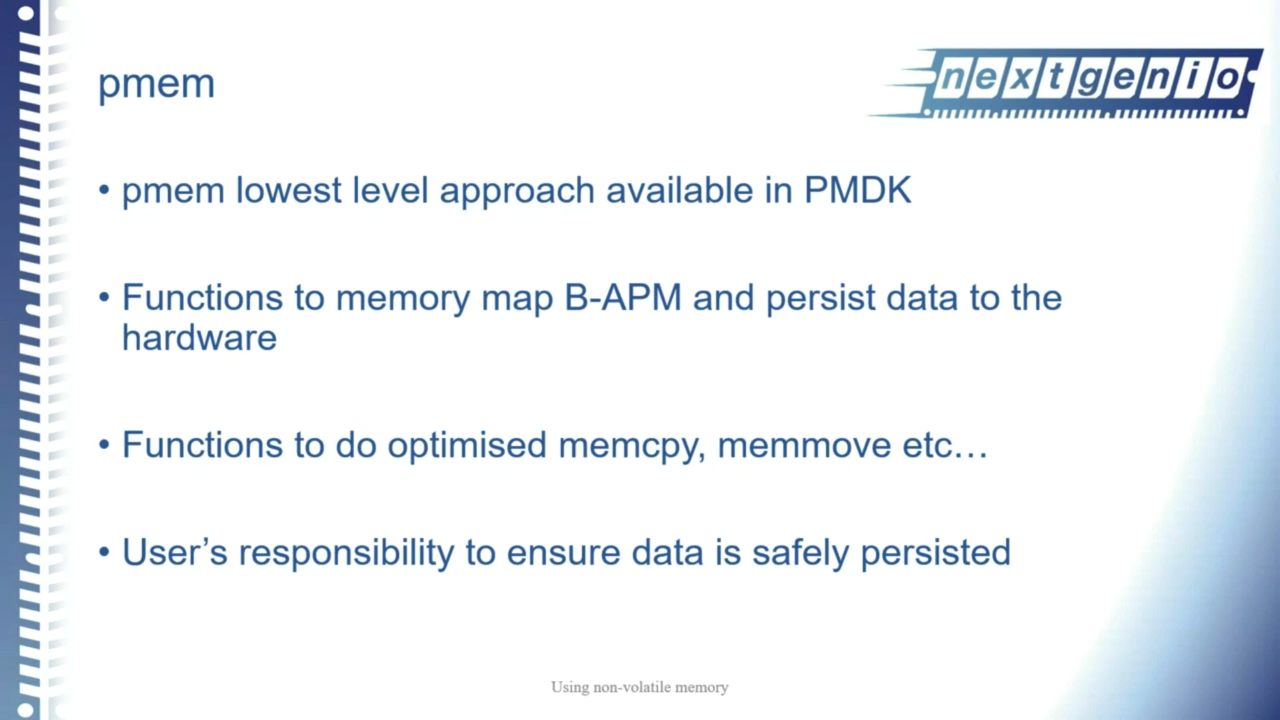 pmem
nextgenio
• pmem lowest level approach available in PMDK
• Functions to memory map B-APM and persist data to the
hardware
• Functions to do optimised memcpy, memmove etc…
• User’s responsibility to ensure data is safely persisted
Using non-volatile memory